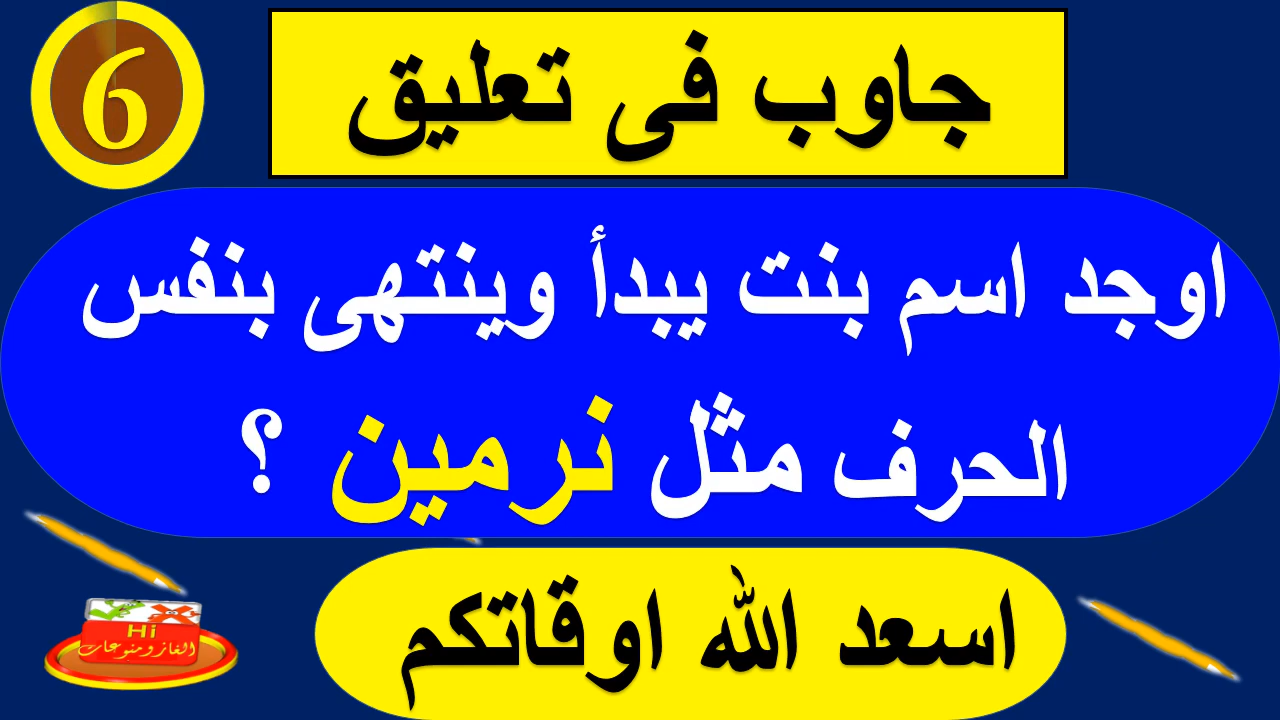 6
جاوب فى تعليق
اوجد اسم بنت يبدأ وينتهى بنفس
الحرف مثل نرمين ؟
اسعد الله اوقاتكم
Hi
الغاز ومنوعات